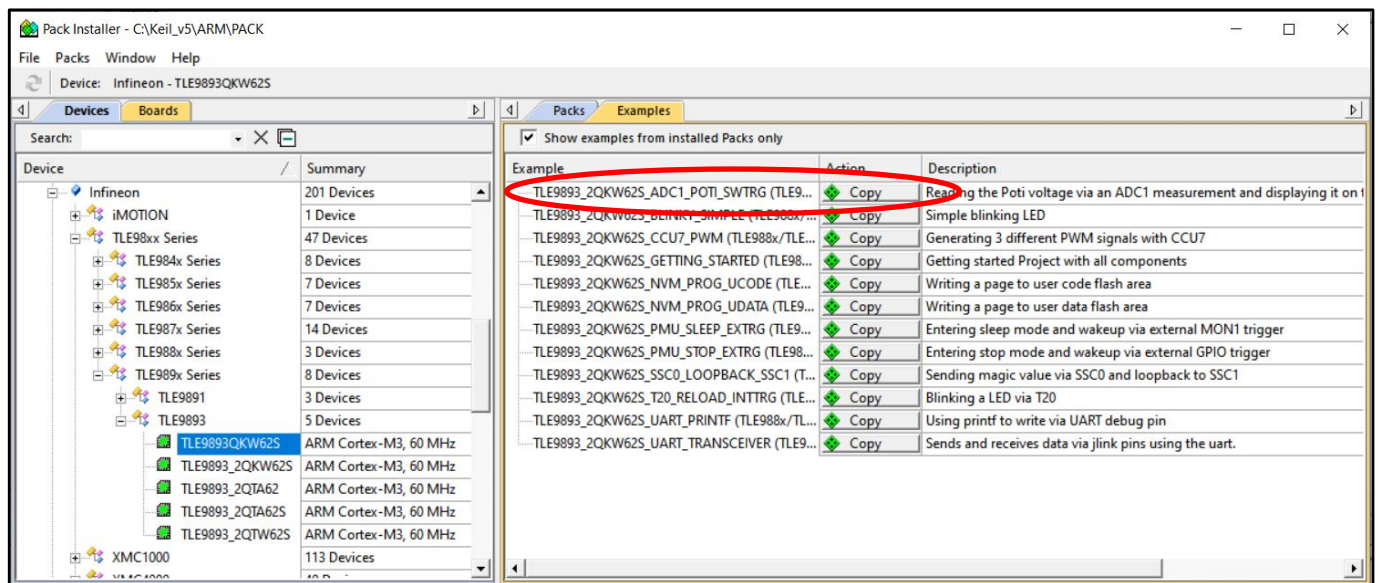 Pack Installer - C:\Keil_v5\ARM\PACK
File Packs Window Help
Device: Infineon - TLE9893QKW62S
Devices Boards
Packs Examples
Search:
Show examples from installed Packs only
Device Summary
Example Action Description
Infineon 201 Devices
TLE9893_2QKW62S_ADC1_POTI_SWTRG (TLE9... Copy Reading the Poti voltage via an ADC1 measurement and displaying it on
iMOTION 1 Device
TLE9893_2QKW62S_BLINKY_SIMPLE (TLE988x/... Copy Simple blinking LED
TLE98xx Series 47 Devices
TLE9893_2QKW62S_CCU7_PWM (TLE988x/TLE... Copy Generating 3 different PWM signals with CCU7
TLE984x Series 8 Devices
TLE9893_2QKW62S_GETTING_STARTED (TLE98... Copy Getting started Project with all components
TLE985x Series 7 Devices
TLE9893_2QKW62S_NVM_PROG_UCODE (TLE... Copy Writing a page to user code flash area
TLE986x Series 7 Devices
TLE9893_2QKW62S_NVM_PROG_UDATA (TLE9... Copy Writing a page to user data flash area
TLE987x Series 14 Devices
TLE9893_2QKW62S_PMU_SLEEP_EXTRG (TLE9... Copy Entering sleep mode and wakeup via external MON1 trigger
TLE988x Series 3 Devices
TLE9893_2QKW62S_PMU_STOP_EXTRG (TLE98... Copy Entering stop mode and wakeup via external GPIO trigger
TLE989x Series 8 Devices
TLE9893_2QKW62S_SSC0_LOOPBACK_SSC1 (T... Copy Sending magic value via SSC0 and loopback to SSC1
TLE9891 3 Devices
TLE9893_2QKW62S_T20_RELOAD_INTTRG (TLE... Copy Blinking a LED via T20
TLE9893 5 Devices
TLE9893_2QKW62S_UART_PRINTF (TLE988x/TL... Copy Using printf to write via UART debug pin
TLE9893QKW62S ARM Cortex-M3, 60 MHz
TLE9893_2QKW62S_UART_TRANSCEIVER (TLE9... Copy Sends and receives data via jlink pins using the uart.
TLE9893_2QKW62S ARM Cortex-M3, 60 MHz
TLE9893_2QTA62 ARM Cortex-M3, 60 MHz
TLE9893_2QTA62S ARM Cortex-M3, 60 MHz
TLE9893_2QTW62S ARM Cortex-M3, 60 MHz
XMC1000 113 Devices